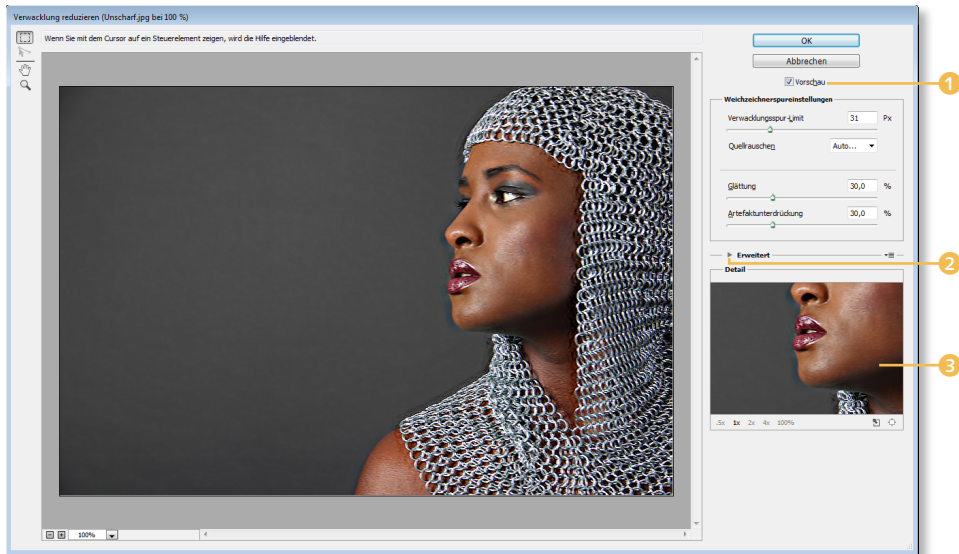 Verwacklung reduzieren (Unscharf.jpg bei 100 %)
Wenn Sie mit dem Cursor auf ein Steuerelement zeigen, wird die Hilfe eingeblendet.
OK
Abbrechen
Vorschau
1
Weichzeichnerspureinstellungen
Verwacklungsspur-Limit 31 Px
Quellrauschen Auto...
Glättung 30,0 %
Artefaktunterdrückung 30,0 %
Erweitert
2
Detail
3
.5x 1x 2x 4x 100%
100%